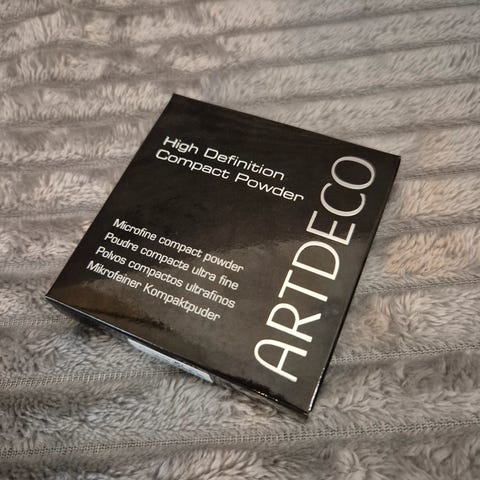 High Definition
Compact Powder
Microfine compact powder
Poudre compacte ultra fine
Polvos compactos ultrafinos
Mikrofeiner Kompaktpuder
ARTDECO